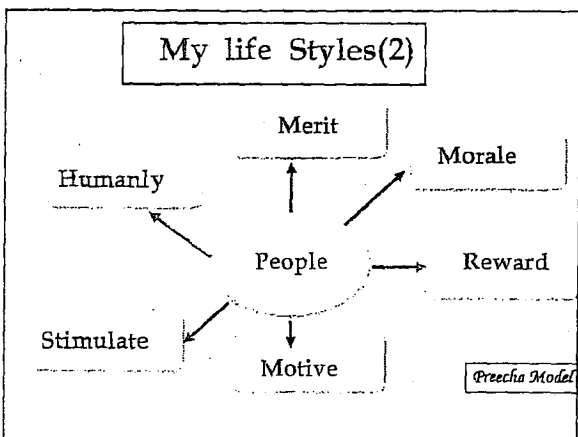 My life Styles(2)
Merit
Morale
Humanly
People
Reward
Stimulate
Motive
Preecha Model